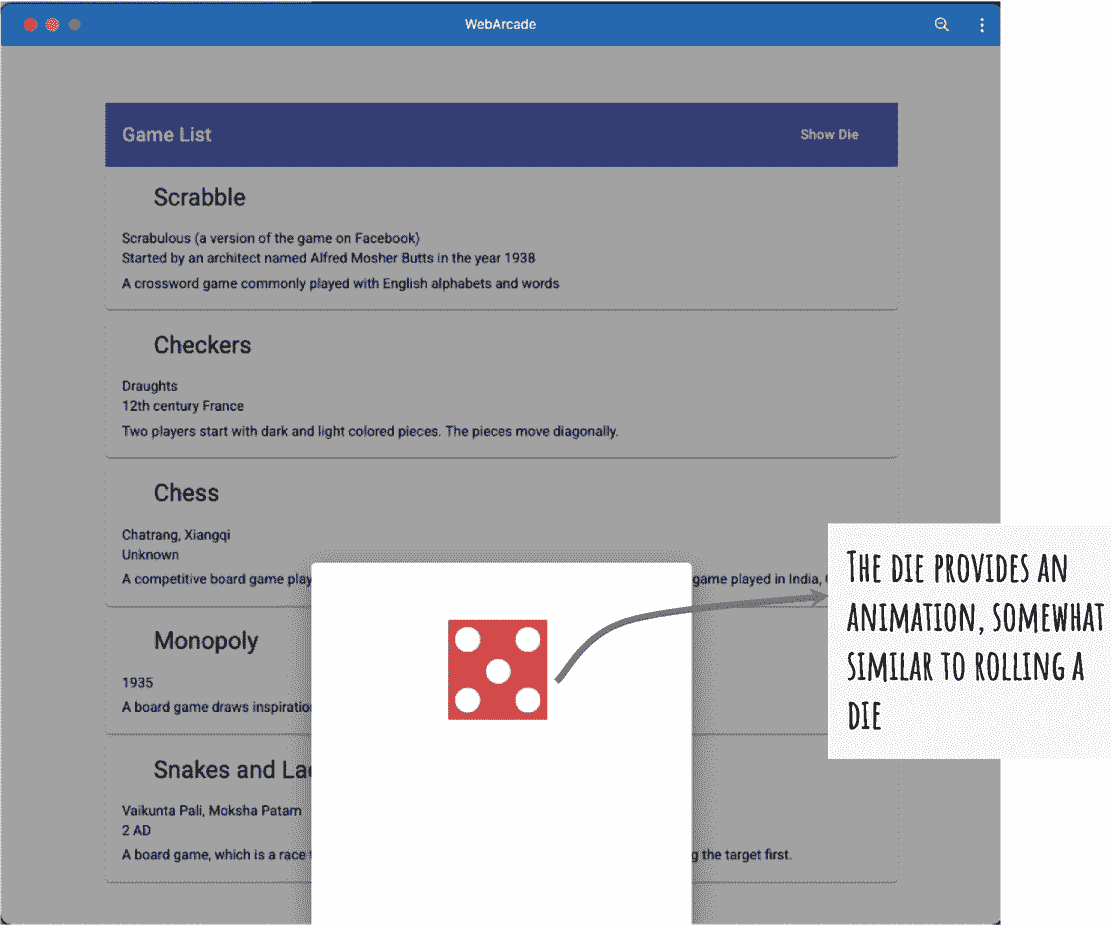 WebArcade
Game List
Show Die
Scrabble
Scrabulous (a version of the game on Facebook)
Started by an architect named Alfred Mosher Butts in the year 1938
A crossword game commonly played with English alphabets and words
Checkers
Draughts
12th century France
Two players start with dark and light colored pieces. The pieces move diagonally.
Chess
Chatrang, Xiangqi
Unknown
A competitive board game play game played in India,
Monopoly
1935
A board game draws inspiratio
Snakes and La
Vaikunta Pali, Moksha Patam
2 AD
A board game, which is a race g the target first.
THE DIE PROVIDES AN
ANIMATION, SOMEWHAT
SIMILAR TO ROLLING A
DIE